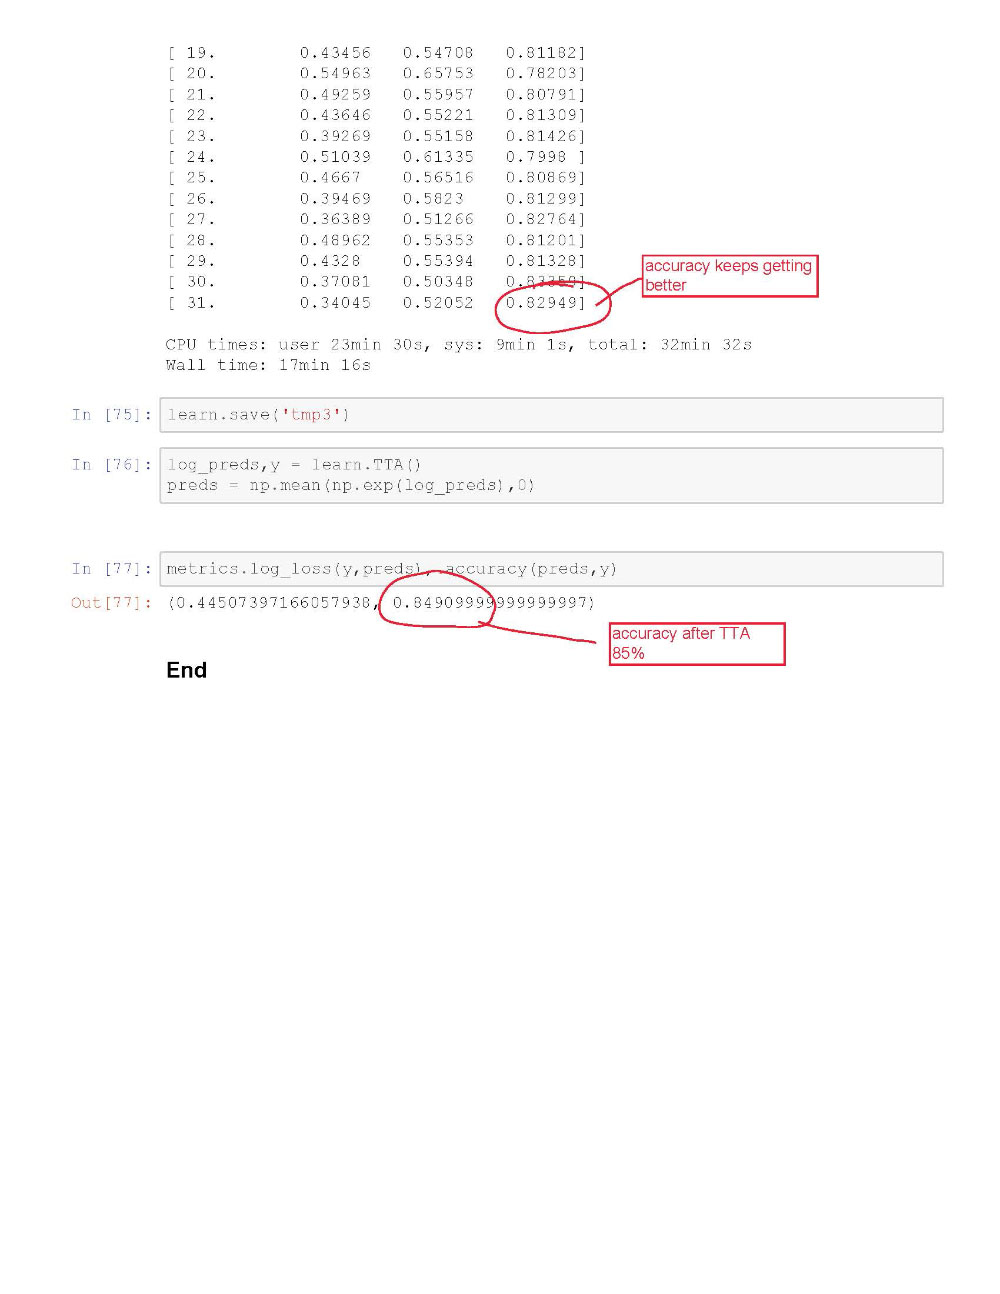 [ 19. 0.43456 0.54708 0.81182]
[ 20. 0.54963 0.65753 0.78203]
[ 21. 0.49259 0.55957 0.80791]
[ 22. 0.43646 0.55221 0.81309]
[ 23. 0.39269 0.55158 0.81426]
[ 24. 0.51039 0.61335 0.7998 ]
[ 25. 0.4667 0.56516 0.80869]
[ 26. 0.39469 0.5823 0.81299]
[ 27. 0.36389 0.51266 0.82764]
[ 28. 0.48962 0.55353 0.81201]
[ 29. 0.4328 0.55394 0.81328]
[ 30. 0.37081 0.50348
[ 31. 0.34045 0.52052 0.82949]
accuracy keeps getting
better
CPU times: user 23min 30s, sys: 9min 1s, total: 32min 32s
Wall time: 17min 16s
In [75]: learn.save('tmp3')
In [76]: log_preds,y = learn.TTA()
preds = np.mean(np.exp(log_preds),0)
In [77]: metrics.log_loss(y,preds), accuracy(preds,y)
Out[77]: (0.44507397166057938, 0.84909999999999997)
accuracy after TTA
85%
End